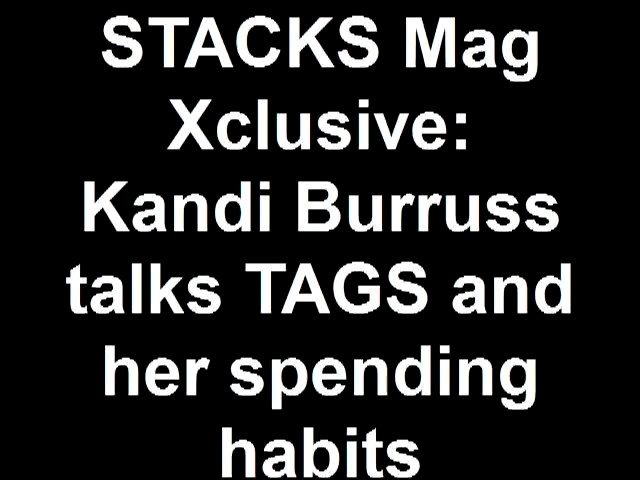 STACKS Mag
Xclusive:
Kandi Burruss
talks TAGS and
her spending
habits